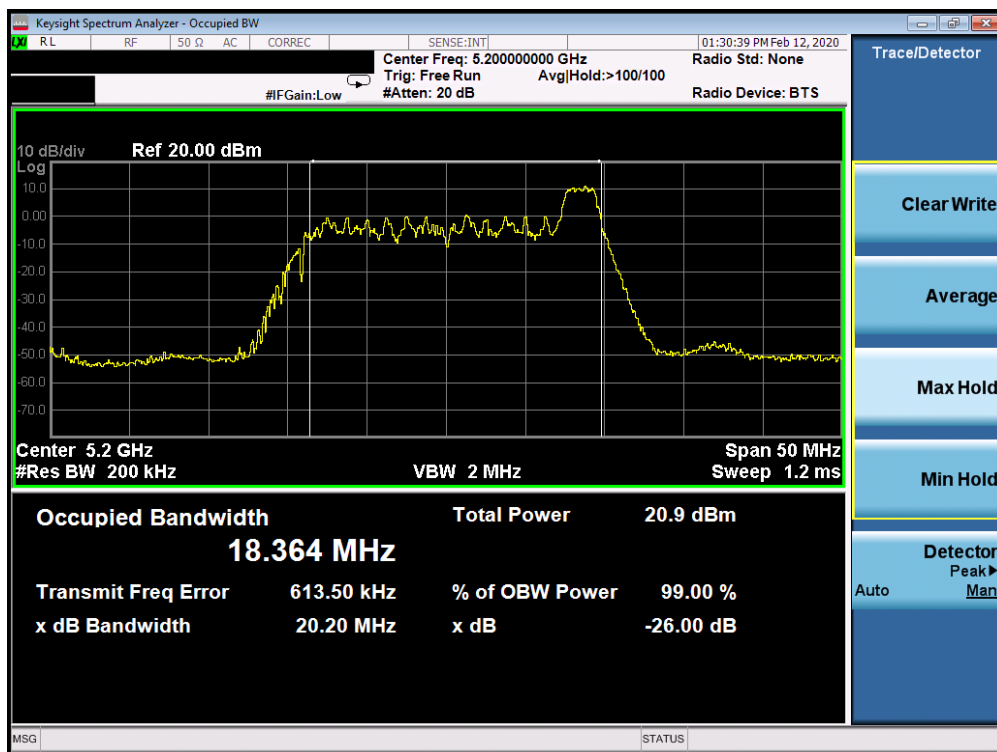 Keysight Spectrum Analyzer - Occupied BW
LXI RL RF 50 Ω AC CORREC SENSE:INT 01:30:39 PM Feb 12, 2020
Center Freq: 5.200000000 GHz Radio Std: None
Trig: Free Run Avg|Hold:>100/100
#IFGain:Low #Atten: 20 dB Radio Device: BTS
Trace/Detector
10 dB/div Ref 20.00 dBm
Log
10.0
0.00
-10.0
-20.0
-30.0
-40.0
-50.0
-60.0
-70.0
Center 5.2 GHz Span 50 MHz
#Res BW 200 kHz VBW 2 MHz Sweep 1.2 ms
Occupied Bandwidth Total Power 20.9 dBm
18.364 MHz
Transmit Freq Error 613.50 kHz % of OBW Power 99.00 %
x dB Bandwidth 20.20 MHz x dB -26.00 dB
Clear Write
Average
Max Hold
Min Hold
Detector
Peak▶
Auto Man
MSG STATUS